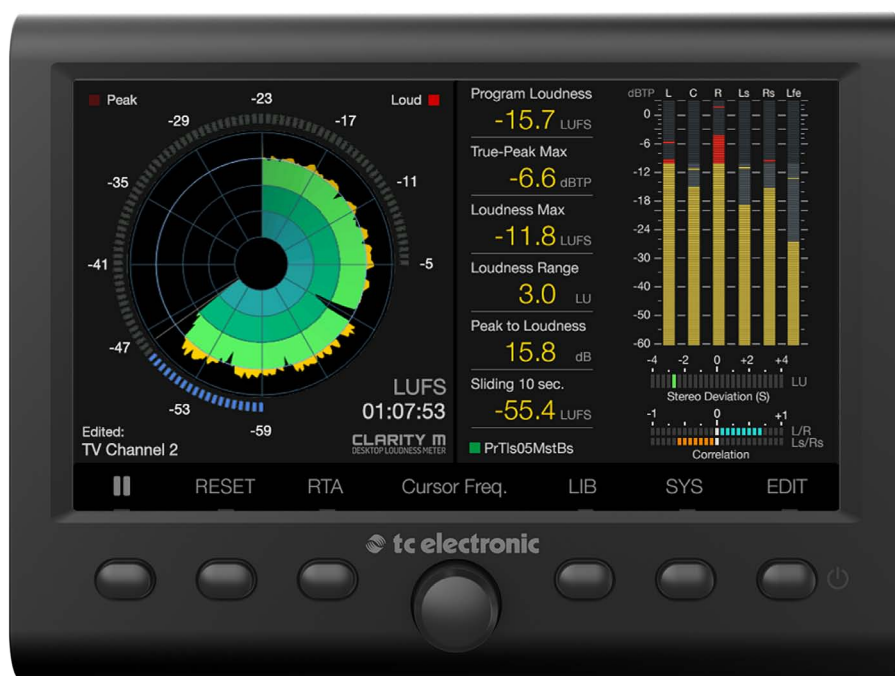 Peak
Loud
-23
-29
-17
-35
-11
-41
-5
-47
-53
-59
LUFS
01:07:53
Edited:
TV Channel 2
CLARITY M
DESKTOP LOUDNESS METER
Program Loudness
-15.7 LUFS
True-Peak Max
-6.6 dBTP
Loudness Max
-11.8 LUFS
Loudness Range
3.0 LU
Peak to Loudness
15.8 dB
Sliding 10 sec.
-55.4 LUFS
PrTls05MstBs
dBTP L C R Ls Rs Lfe
0
-6
-12
-18
-24
-30
-40
-50
-60
-4 -2 0 +2 +4
LU
Stereo Deviation (S)
-1 0 +1
L/R
Ls/Rs
Correlation
RESET RTA Cursor Freq. LIB SYS EDIT
tc electronic